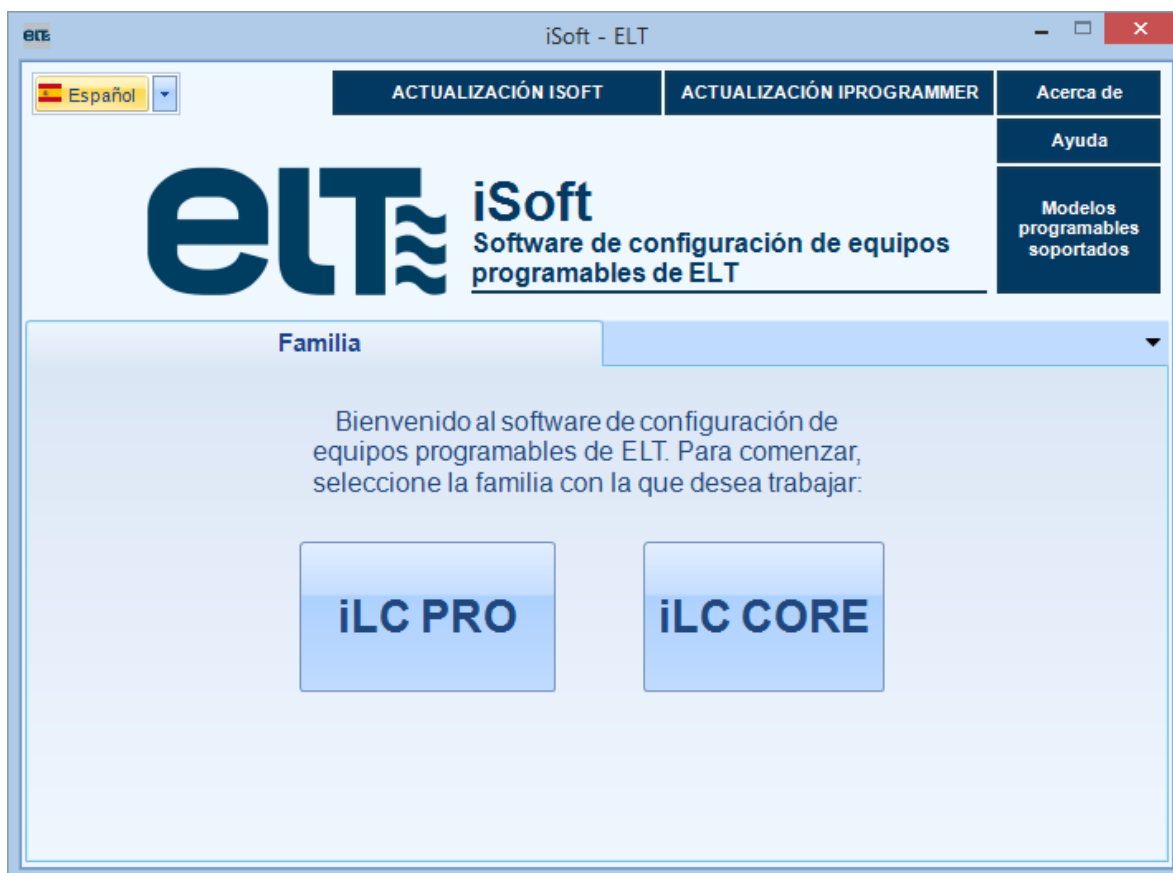 elt
iSoft - ELT
Español
ACTUALIZACIÓN ISOFT
ACTUALIZACIÓN IPROGRAMMER
Acerca de
Ayuda
Modelos
programables
soportados
eLT
iSoft
Software de configuración de equipos
programables de ELT
Familia
Bienvenido al software de configuración de
equipos programables de ELT. Para comenzar,
seleccione la familia con la que desea trabajar:
iLC PRO
iLC CORE